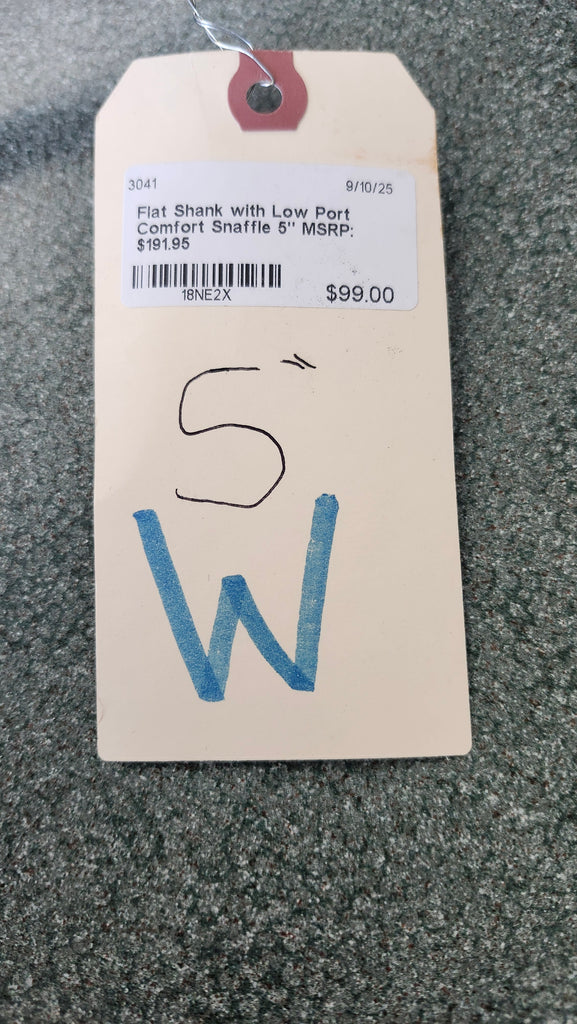 3041 9/10/25
Flat Shank with Low Port
Comfort Snaffle 5" MSRP:
$191.95
18NE2X $99.00
5"
W